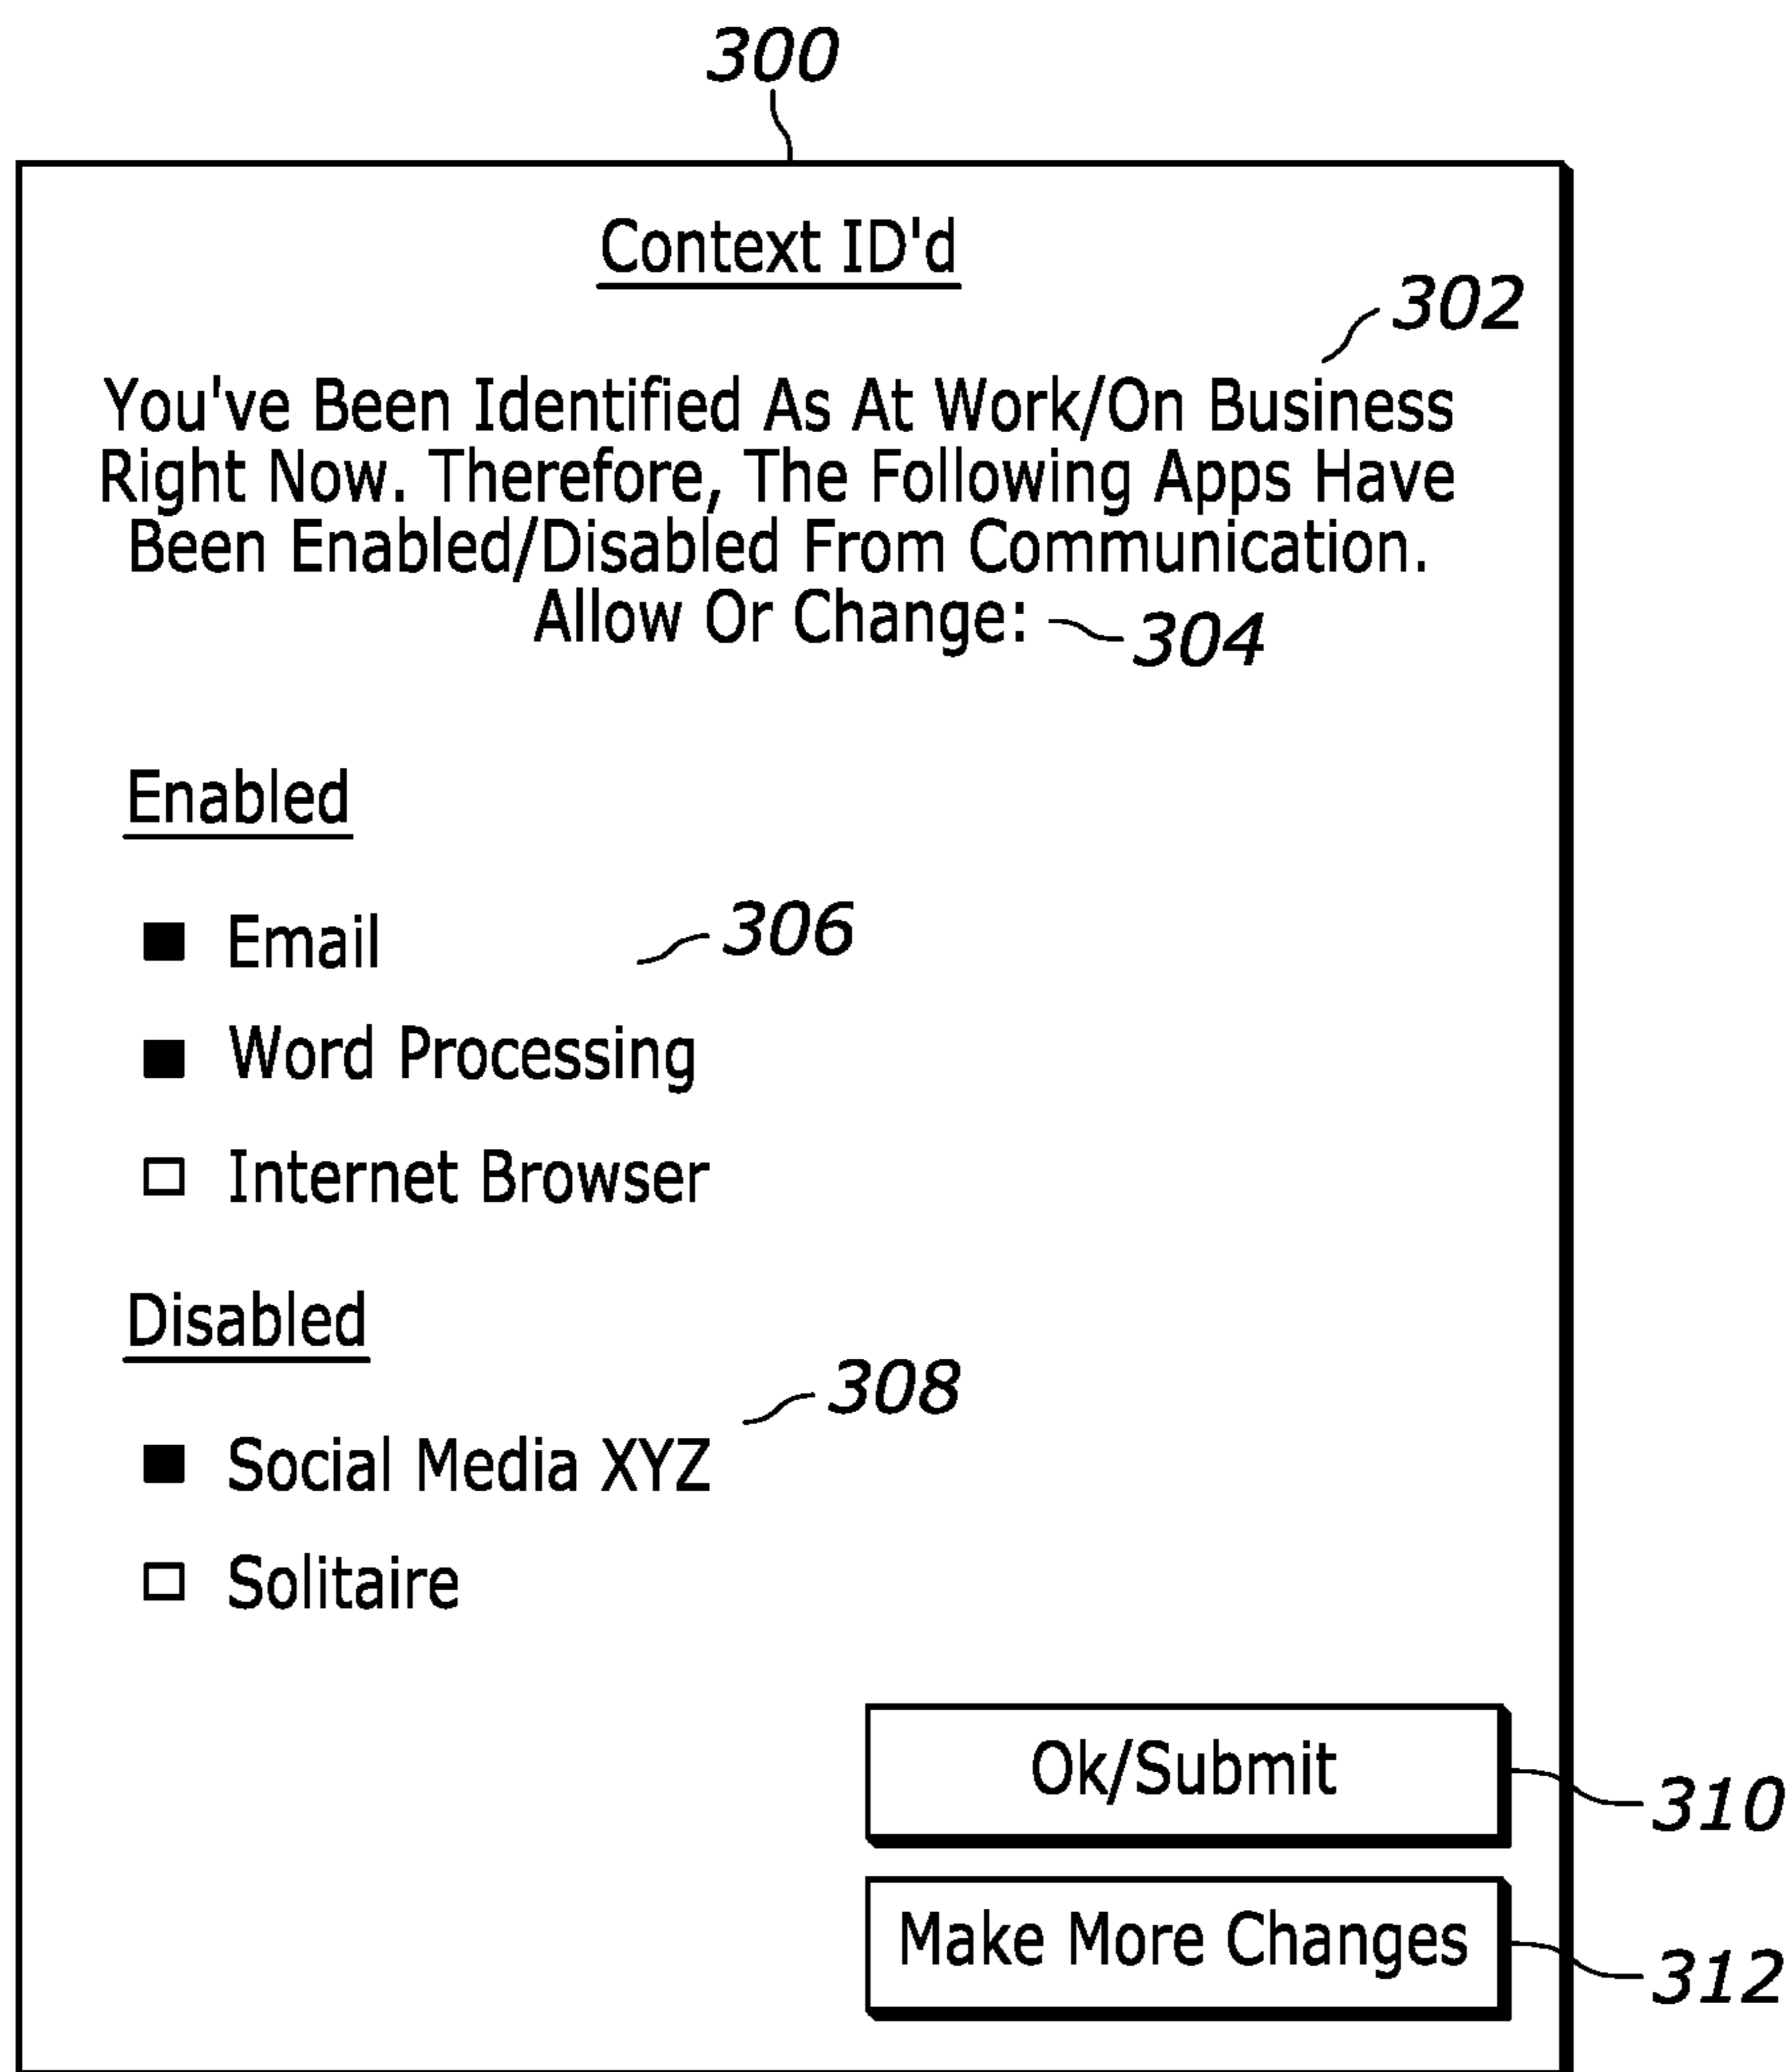 300
Context ID'd
302
You've Been Identified As At Work/On Business
Right Now. Therefore, The Following Apps Have
Been Enabled/Disabled From Communication.
Allow Or Change:
304
Enabled
Email
306
Word Processing
Internet Browser
Disabled
308
Social Media XYZ
Solitaire
Ok/Submit
310
Make More Changes
312